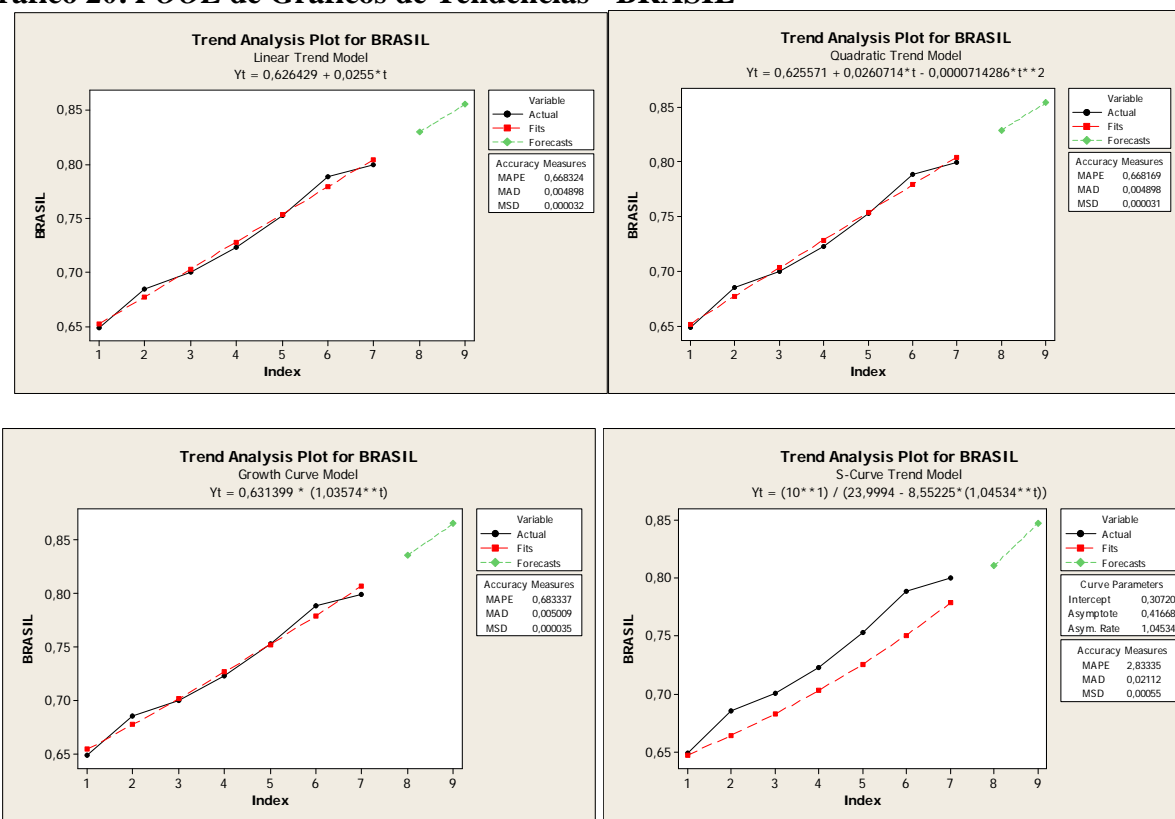 Gráfico 20: POOL de Gráficos de Tendências - BRASIL
Trend Analysis Plot for BRASIL
Linear Trend Model
Yt = 0,626429 + 0,0255*t
0,85
0,80
0,75
0,70
0,65
BRASIL
1 2 3 4 5 6 7 8 9
Index
Variable
Actual
Fits
Forecasts
Accuracy Measures
MAPE 0,668324
MAD 0,004898
MSD 0,000032
Trend Analysis Plot for BRASIL
Quadratic Trend Model
Yt = 0,625571 + 0,0260714*t - 0,0000714286*t**2
0,85
0,80
0,75
0,70
0,65
BRASIL
1 2 3 4 5 6 7 8 9
Index
Variable
Actual
Fits
Forecasts
Accuracy Measures
MAPE 0,668169
MAD 0,004898
MSD 0,000031
Trend Analysis Plot for BRASIL
Growth Curve Model
Yt = 0,631399 * (1,03574**t)
0,85
0,80
0,75
0,70
0,65
BRASIL
1 2 3 4 5 6 7 8 9
Index
Variable
Actual
Fits
Forecasts
Accuracy Measures
MAPE 0,683337
MAD 0,005009
MSD 0,000035
Trend Analysis Plot for BRASIL
S-Curve Trend Model
Yt = (10**1) / (23,9994 - 8,55225*(1,04534**t))
0,85
0,80
0,75
0,70
0,65
BRASIL
1 2 3 4 5 6 7 8 9
Index
Variable
Actual
Fits
Forecasts
Curve Parameters
Intercept 0,30720
Asymptote 0,41668
Asym. Rate 1,04534
Accuracy Measures
MAPE 2,83335
MAD 0,02112
MSD 0,00055